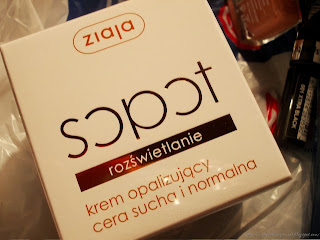 ziaja
sopot
rozświetlanie
krem opalizujący
cera sucha i normalna